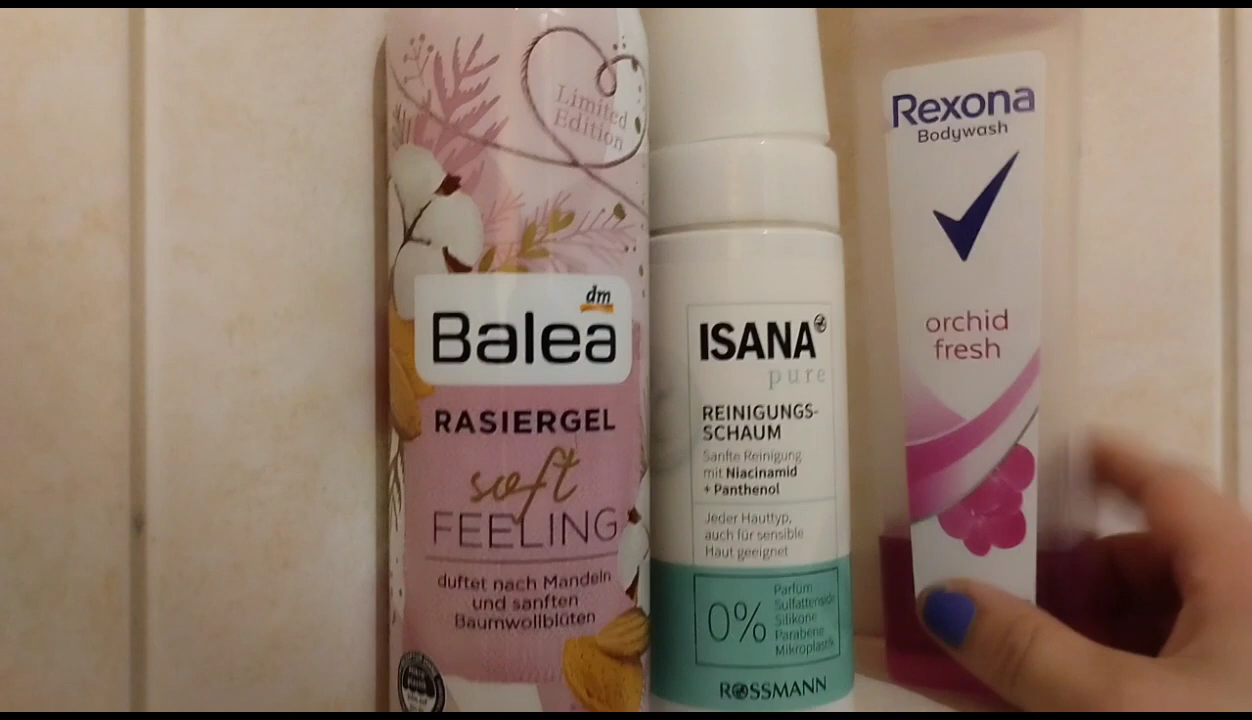 Limited
Edition
dm
Balea
RASIERGEL
soft
FEELING
duftet nach Mandeln
und sanften
Baumwollblüten
ISANA
pure
REINIGUNGS-
SCHAUM
Sanfte Reinigung
mit Niacinamid
+ Panthenol
Jeder Hauttyp,
auch für sensible
Haut geeignet
0%
Parfüm
Sulfattenside
Silikone
Parabene
Mikroplastik
ROSSMANN
Rexona
Bodywash
orchid
fresh